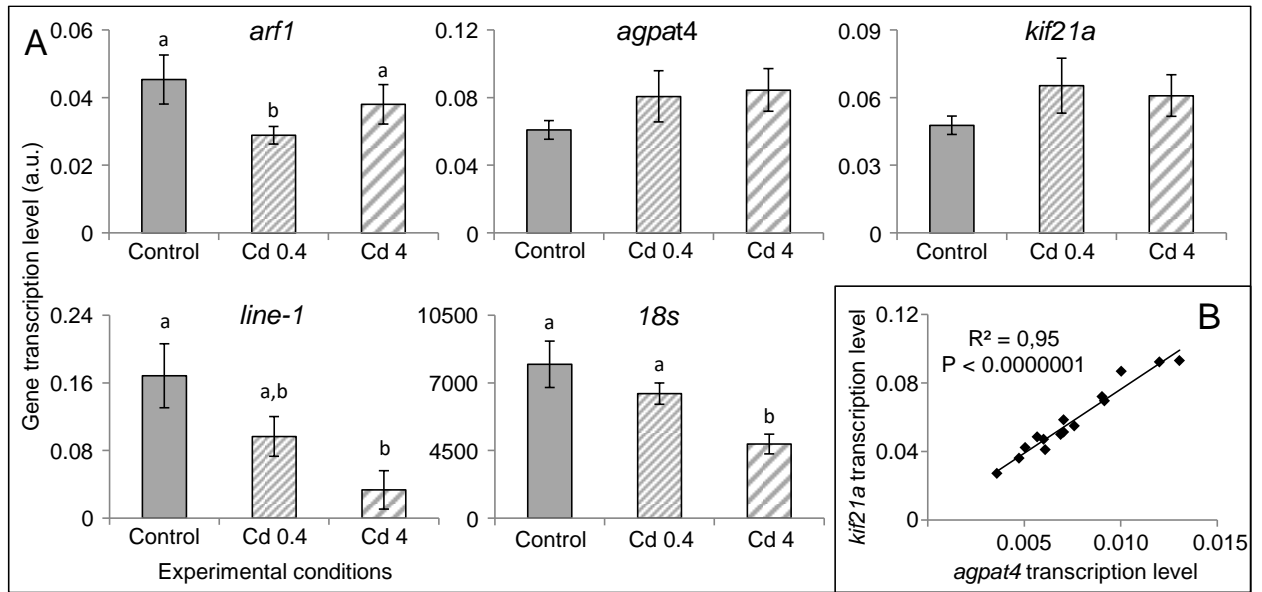 A
arf1
0.06
0.04
0.02
0
a
b
a
Control
Cd 0.4
Cd 4
agpat4
0.12
0.08
0.04
0
Control
Cd 0.4
Cd 4
kif21a
0.09
0.06
0.03
0
Control
Cd 0.4
Cd 4
Gene transcription level (a.u.)
line-1
0.24
0.16
0.08
0
a
a,b
b
Control
Cd 0.4
Cd 4
18s
10500
7000
4500
0
a
a
b
Control
Cd 0.4
Cd 4
Experimental conditions
B
R² = 0,95
P < 0.0000001
kif21a transcription level
0.12
0.08
0.04
0
0.005
0.010
0.015
agpat4 transcription level